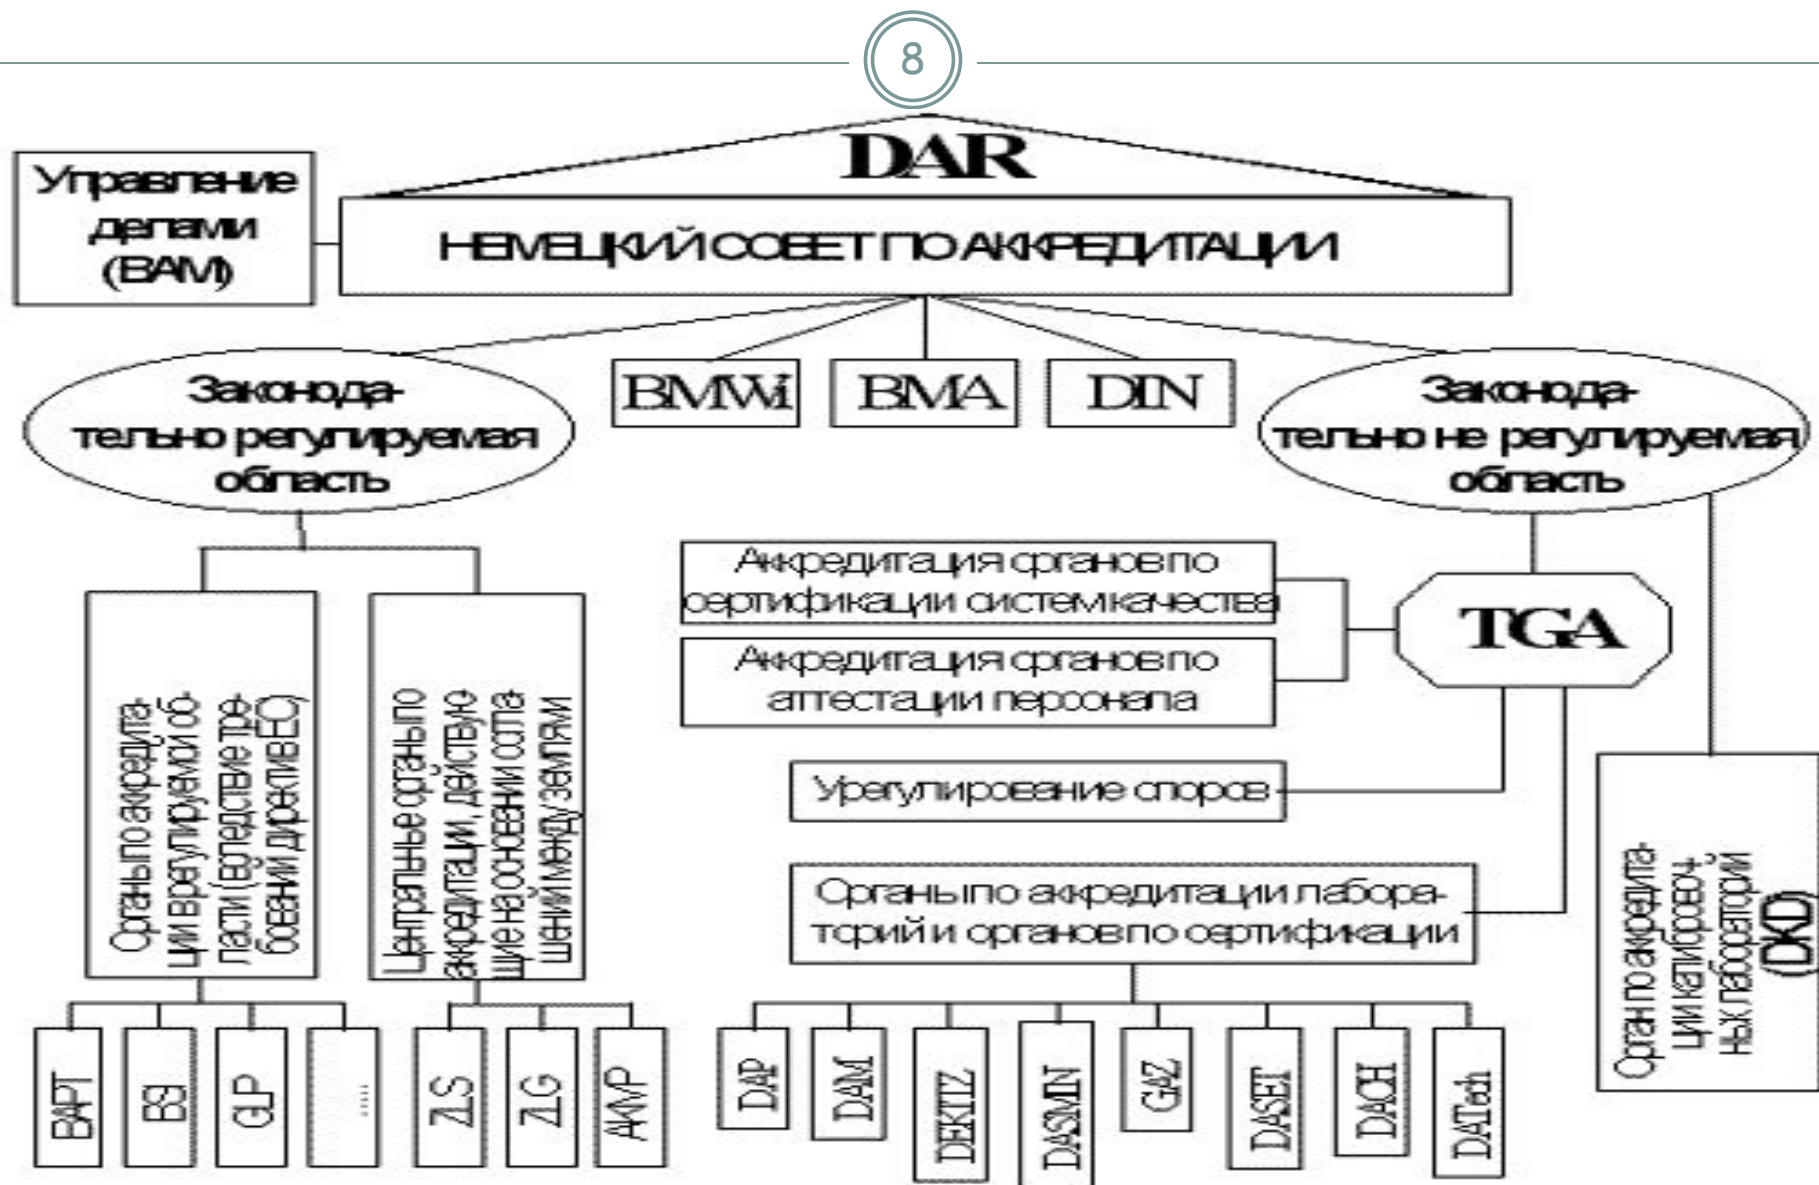 8
DAR
Управление
делами
(BAM)
НЕМЕЦКИЙ СОВЕТ ПО АККРЕДИТАЦИИ
Законода-
тельно регулируемая
область
BMWi
BMA
DIN
Законода-
тельно не регулируемая
область
Аккредитация органов по
сертификации систем качества
Аккредитация органов по
аттестации персонала
TGA
Урегулирование споров
Органы по аккредитации лабора-
торий и органов по сертификации
Органы по аккредита-
ции в регулируемой об-
ласти (вследствие тре-
бований директив ЕС)
Центральные органы по
аккредитации, действую-
щие на основании согла-
шений между землями
Орган по аккредита-
ции калибровоч-
ных лабораторий
(DKD)
BAPT
BSI
GLP
....
ZLS
ZLG
AKMP
DAP
DAM
DEKITZ
DASMIN
GAZ
DASET
DACH
DATech